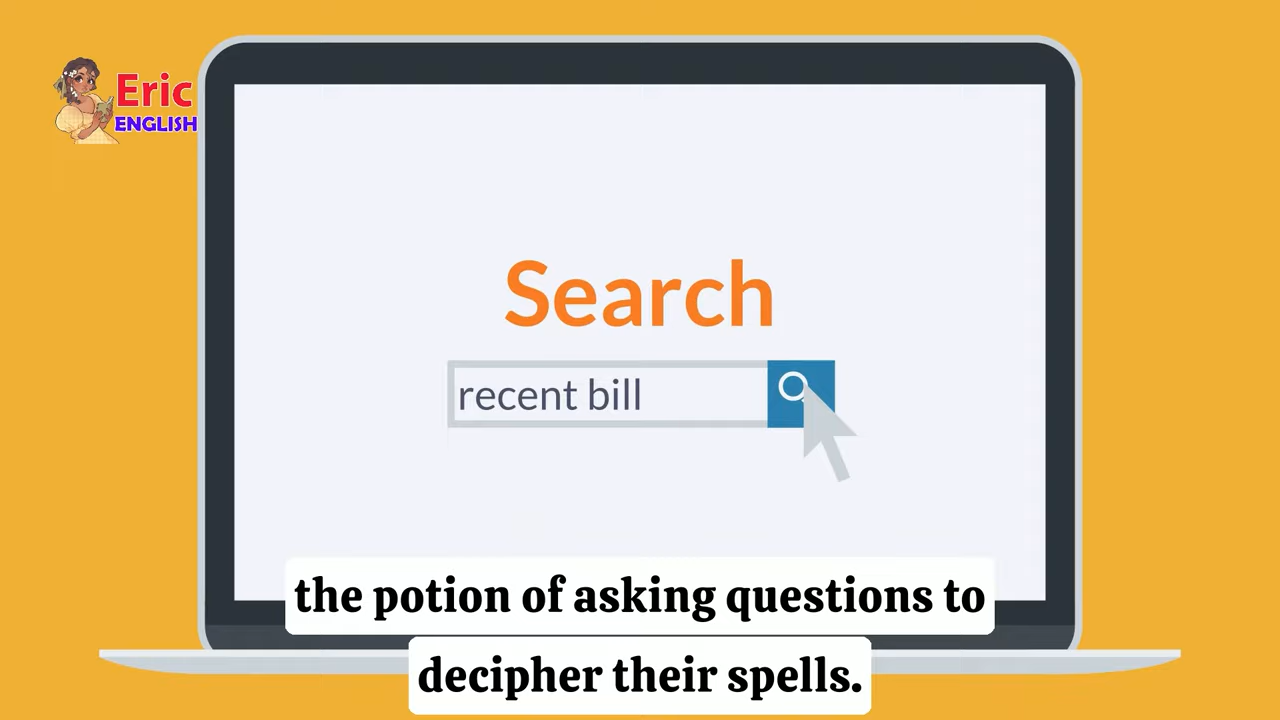 Eric
ENGLISH
Search
recent bill
the potion of asking questions to
decipher their spells.